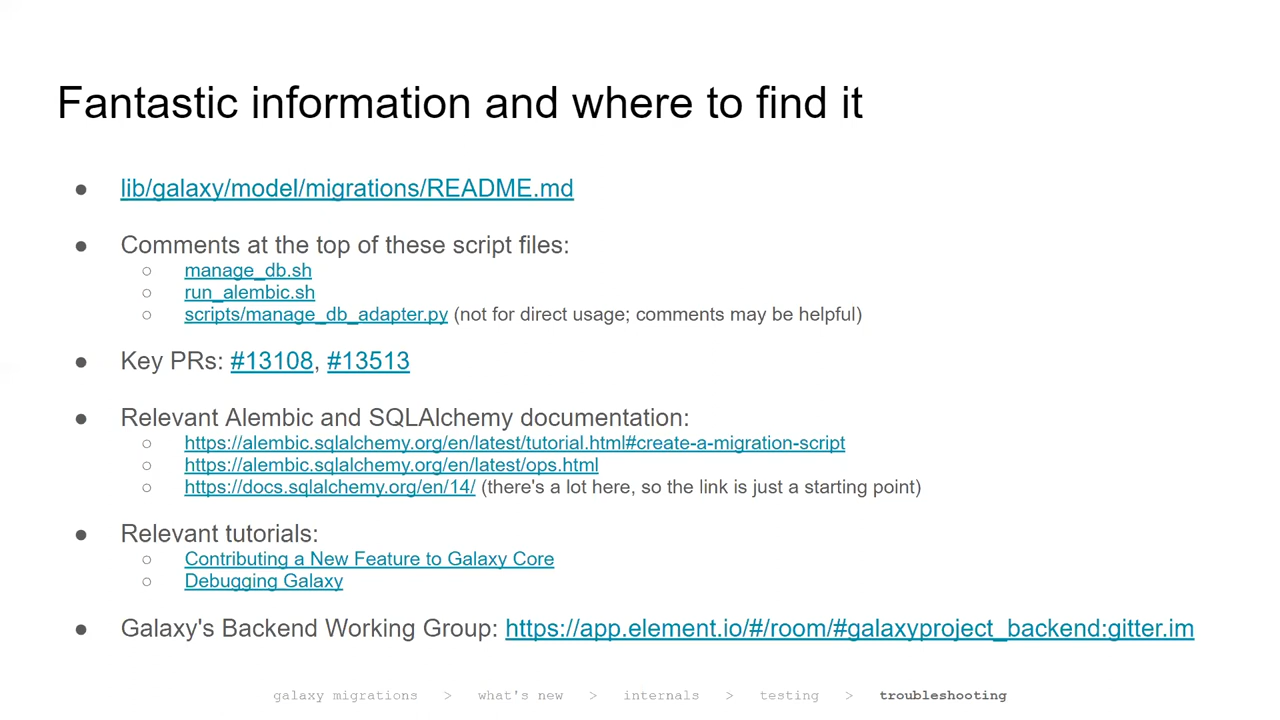 Fantastic information and where to find it
● lib/galaxy/model/migrations/README.md
● Comments at the top of these script files:
○ manage_db.sh
○ run_alembic.sh
○ scripts/manage_db_adapter.py (not for direct usage; comments may be helpful)
● Key PRs: #13108, #13513
● Relevant Alembic and SQLAlchemy documentation:
○ https://alembic.sqlalchemy.org/en/latest/tutorial.html#create-a-migration-script
○ https://alembic.sqlalchemy.org/en/latest/ops.html
○ https://docs.sqlalchemy.org/en/14/ (there's a lot here, so the link is just a starting point)
● Relevant tutorials:
○ Contributing a New Feature to Galaxy Core
○ Debugging Galaxy
● Galaxy's Backend Working Group: https://app.element.io/#/room/#galaxyproject_backend:gitter.im
galaxy migrations > what's new > internals > testing > troubleshooting